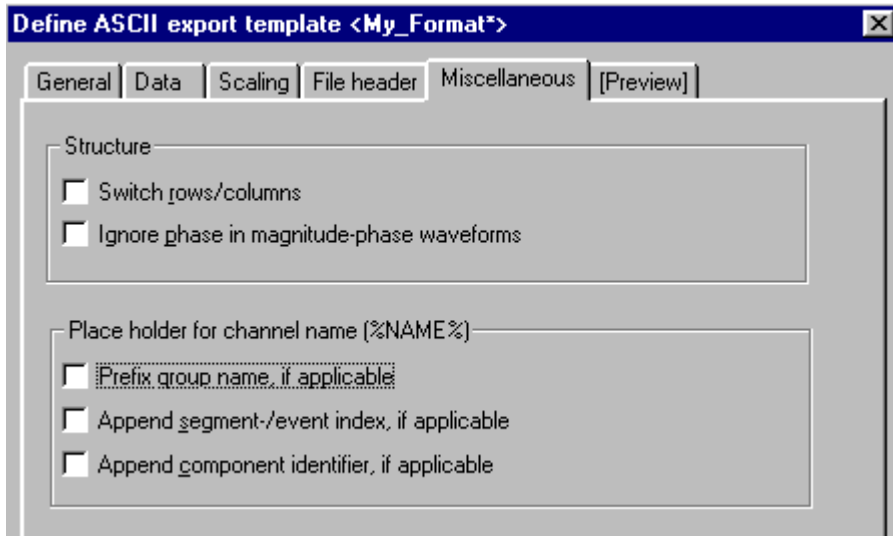 Define ASCII export template <My_Format*>
General Data Scaling File header Miscellaneous [Preview]
Structure
Switch rows/columns
Ignore phase in magnitude-phase waveforms
Place holder for channel name (%NAME%)
Prefix group name, if applicable
Append segment-/event index, if applicable
Append component identifier, if applicable